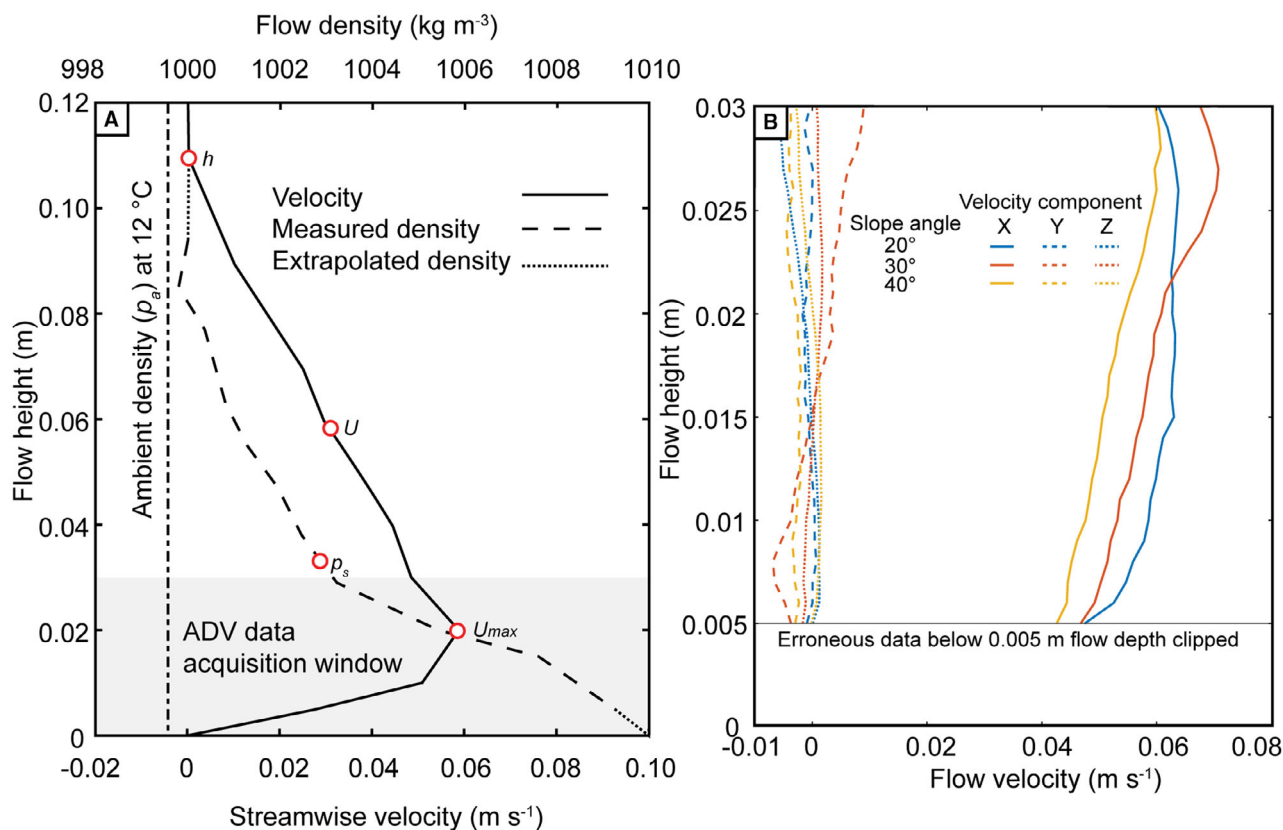 Flow density (kg m⁻³)
998 1000 1002 1004 1006 1008 1010
0.12
0.10
0.08
0.06
0.04
0.02
0
Flow height (m)
A
Ambient density (pₐ) at 12 °C
h
Velocity
Measured density
Extrapolated density
U
pₛ
Umax
ADV data
acquisition window
-0.02 0 0.02 0.04 0.06 0.08 0.10
Streamwise velocity (m s⁻¹)
0.03
0.025
0.02
0.015
0.01
0.005
0
Flow height (m)
B
Velocity component
Slope angle X Y Z
20°
30°
40°
Erroneous data below 0.005 m flow depth clipped
-0.01 0 0.02 0.04 0.06 0.08
Flow velocity (m s⁻¹)